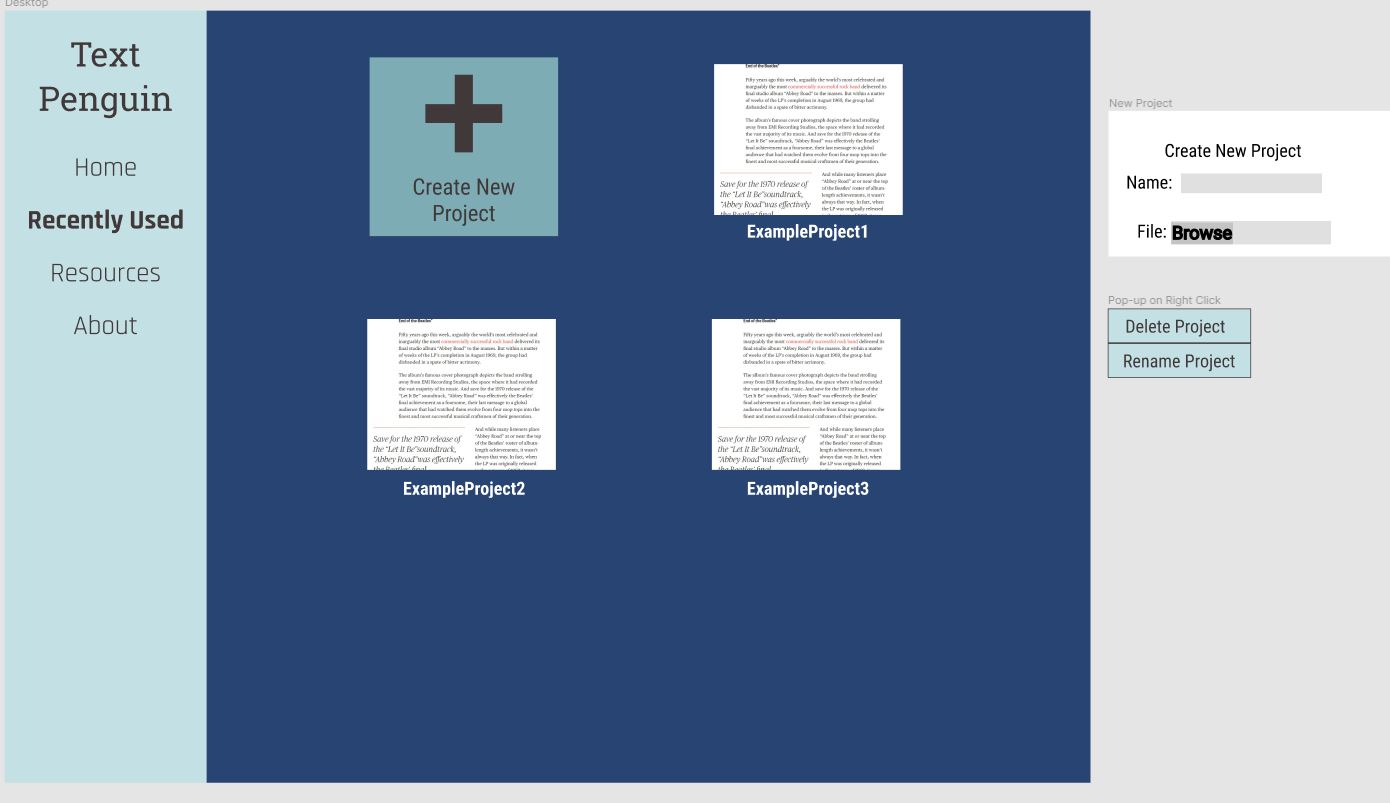 Desktop
Text
Penguin
Home
Recently Used
Resources
About
Create New
Project
End of the Beatles"
Fifty years ago this week, arguably the world's most celebrated and
inarguably the most commercially successful rock band delivered its
final studio album "Abbey Road" to the masses. But within a matter
of weeks of the LP's completion in August 1969, the group had
disbanded in a spate of bitter acrimony.
The album's famous cover photograph depicts the band strolling
away from EMI Recording Studios, the space where it had recorded
the vast majority of its music. And save for the 1970 release of the
"Let It Be" soundtrack, "Abbey Road" was effectively the Beatles'
final achievement as a foursome, their last message to a global
audience that had watched them evolve from four mop tops into the
finest and most successful musical craftsmen of their generation.
Save for the 1970 release of
the "Let It Be"soundtrack,
"Abbey Road"was effectively
the Beatles' final
And while many listeners place
"Abbey Road" at or near the top
of the Beatles' roster of album-
length achievements, it wasn't
always that way. In fact, when
the LP was originally released
ExampleProject1
End of the Beatles"
Fifty years ago this week, arguably the world's most celebrated and
inarguably the most commercially successful rock band delivered its
final studio album "Abbey Road" to the masses. But within a matter
of weeks of the LP's completion in August 1969, the group had
disbanded in a spate of bitter acrimony.
The album's famous cover photograph depicts the band strolling
away from EMI Recording Studios, the space where it had recorded
the vast majority of its music. And save for the 1970 release of the
"Let It Be" soundtrack, "Abbey Road" was effectively the Beatles'
final achievement as a foursome, their last message to a global
audience that had watched them evolve from four mop tops into the
finest and most successful musical craftsmen of their generation.
Save for the 1970 release of
the "Let It Be"soundtrack,
"Abbey Road"was effectively
the Beatles' final
And while many listeners place
"Abbey Road" at or near the top
of the Beatles' roster of album-
length achievements, it wasn't
always that way. In fact, when
the LP was originally released
ExampleProject2
End of the Beatles"
Fifty years ago this week, arguably the world's most celebrated and
inarguably the most commercially successful rock band delivered its
final studio album "Abbey Road" to the masses. But within a matter
of weeks of the LP's completion in August 1969, the group had
disbanded in a spate of bitter acrimony.
The album's famous cover photograph depicts the band strolling
away from EMI Recording Studios, the space where it had recorded
the vast majority of its music. And save for the 1970 release of the
"Let It Be" soundtrack, "Abbey Road" was effectively the Beatles'
final achievement as a foursome, their last message to a global
audience that had watched them evolve from four mop tops into the
finest and most successful musical craftsmen of their generation.
Save for the 1970 release of
the "Let It Be"soundtrack,
"Abbey Road"was effectively
the Beatles' final
And while many listeners place
"Abbey Road" at or near the top
of the Beatles' roster of album-
length achievements, it wasn't
always that way. In fact, when
the LP was originally released
ExampleProject3
New Project
Create New Project
Name:
File: Browse
Pop-up on Right Click
Delete Project
Rename Project